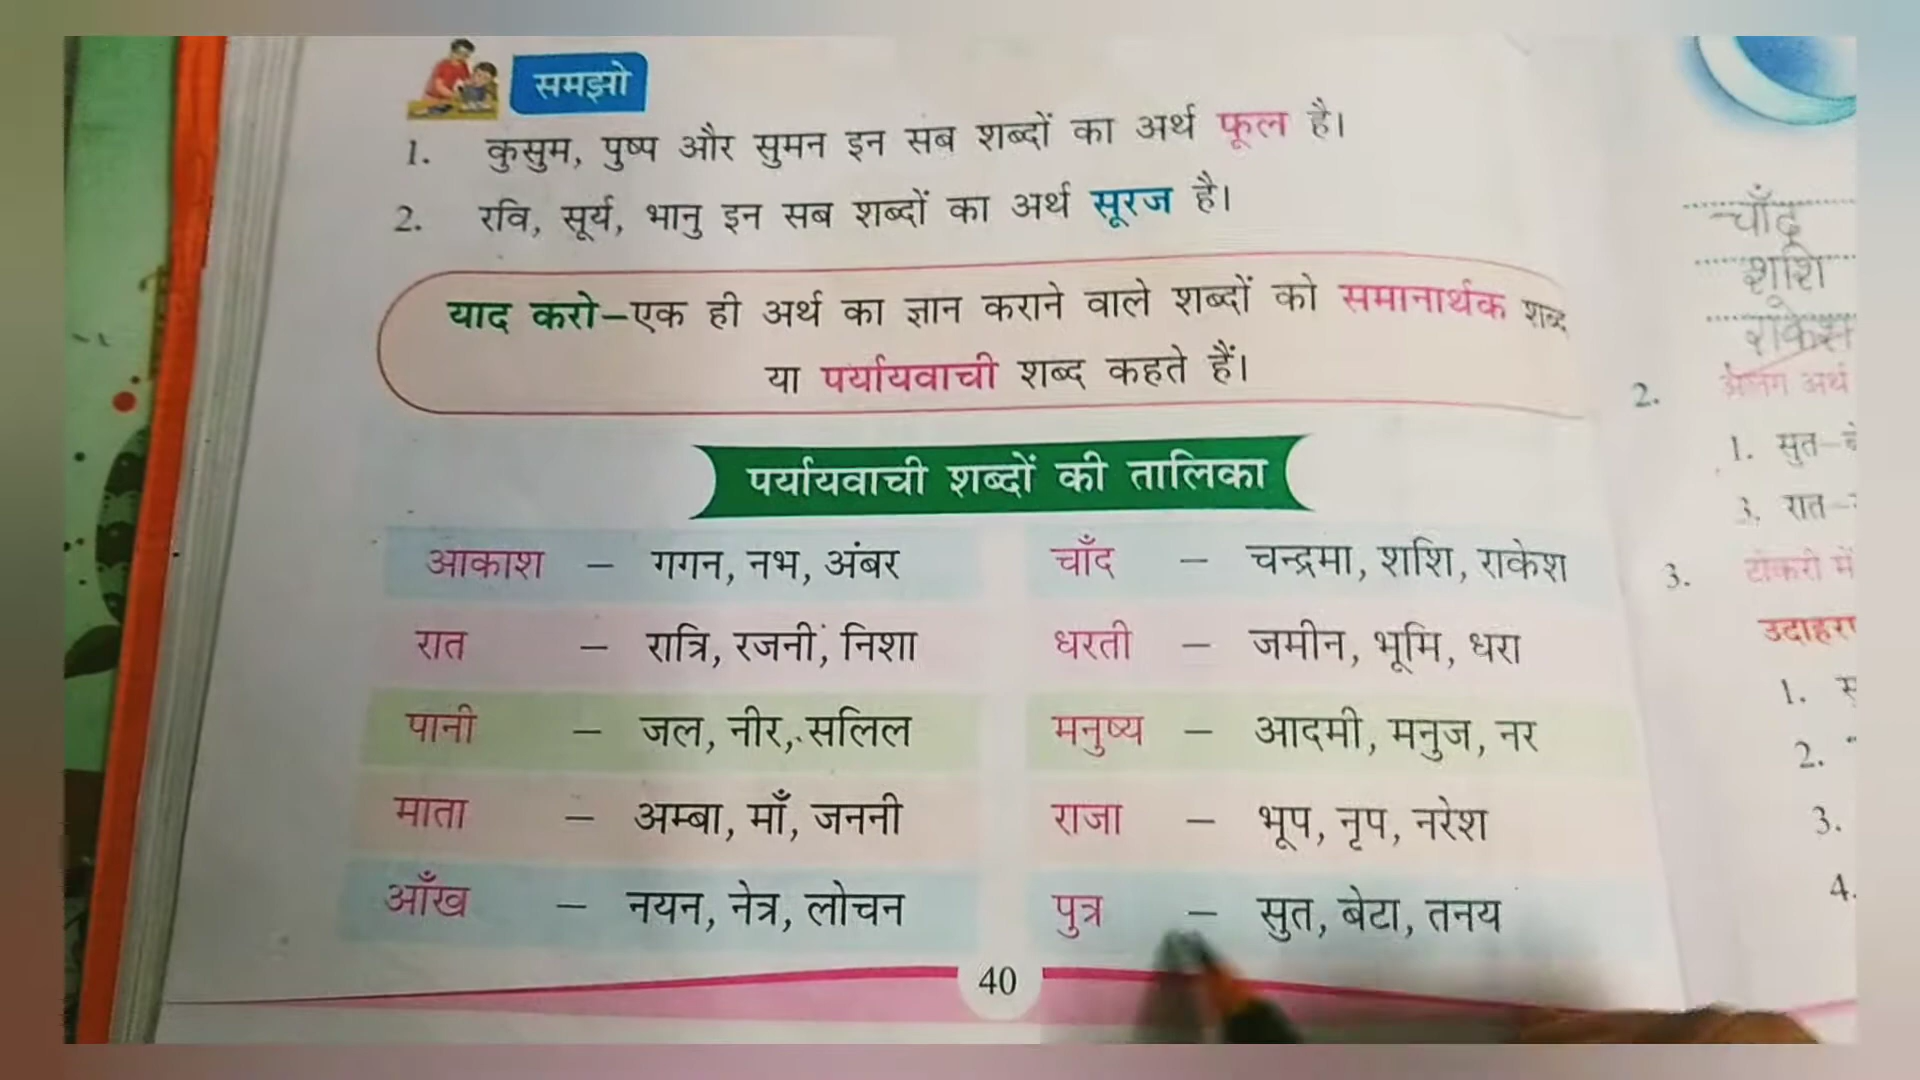 समझो
1. कुसुम, पुष्प और सुमन इन सब शब्दों का अर्थ फूल है।
2. रवि, सूर्य, भानु इन सब शब्दों का अर्थ सूरज है।
याद करो–एक ही अर्थ का ज्ञान कराने वाले शब्दों को समानार्थक शब्द
या पर्यायवाची शब्द कहते हैं।
पर्यायवाची शब्दों की तालिका
आकाश – गगन, नभ, अंबर
चाँद – चन्द्रमा, शशि, राकेश
रात – रात्रि, रजनी, निशा
धरती – जमीन, भूमि, धरा
पानी – जल, नीर, सलिल
मनुष्य – आदमी, मनुज, नर
माता – अम्बा, माँ, जननी
राजा – भूप, नृप, नरेश
आँख – नयन, नेत्र, लोचन
पुत्र – सुत, बेटा, तनय
40
चाँद
शशि
राकेश
2. अर्थ
1. सुत–
3. रात–
3. टोकरी में
1.
2.
3.
4.